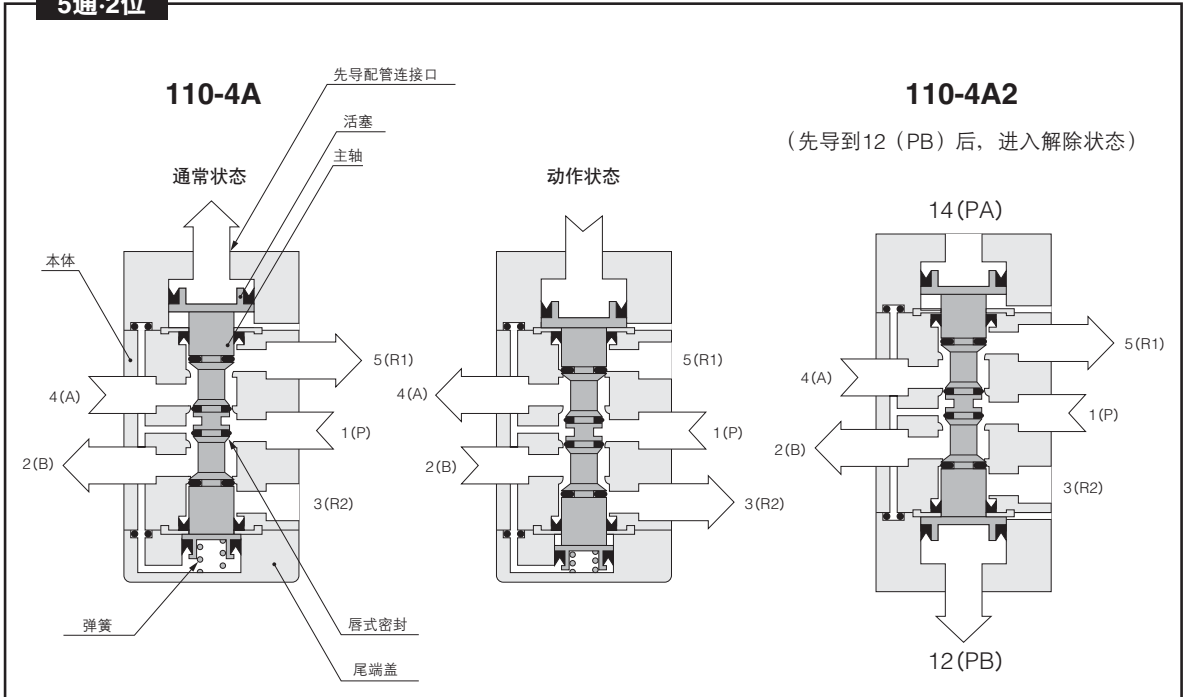 5通·2位
110-4A
先导配管连接口
活塞
主轴
通常状态
本体
5(R1)
4(A)
1(P)
2(B)
3(R2)
弹簧
唇式密封
尾端盖
动作状态
5(R1)
4(A)
1(P)
2(B)
3(R2)
110-4A2
（先导到12（PB）后，进入解除状态）
14(PA)
5(R1)
4(A)
1(P)
2(B)
3(R2)
12(PB)